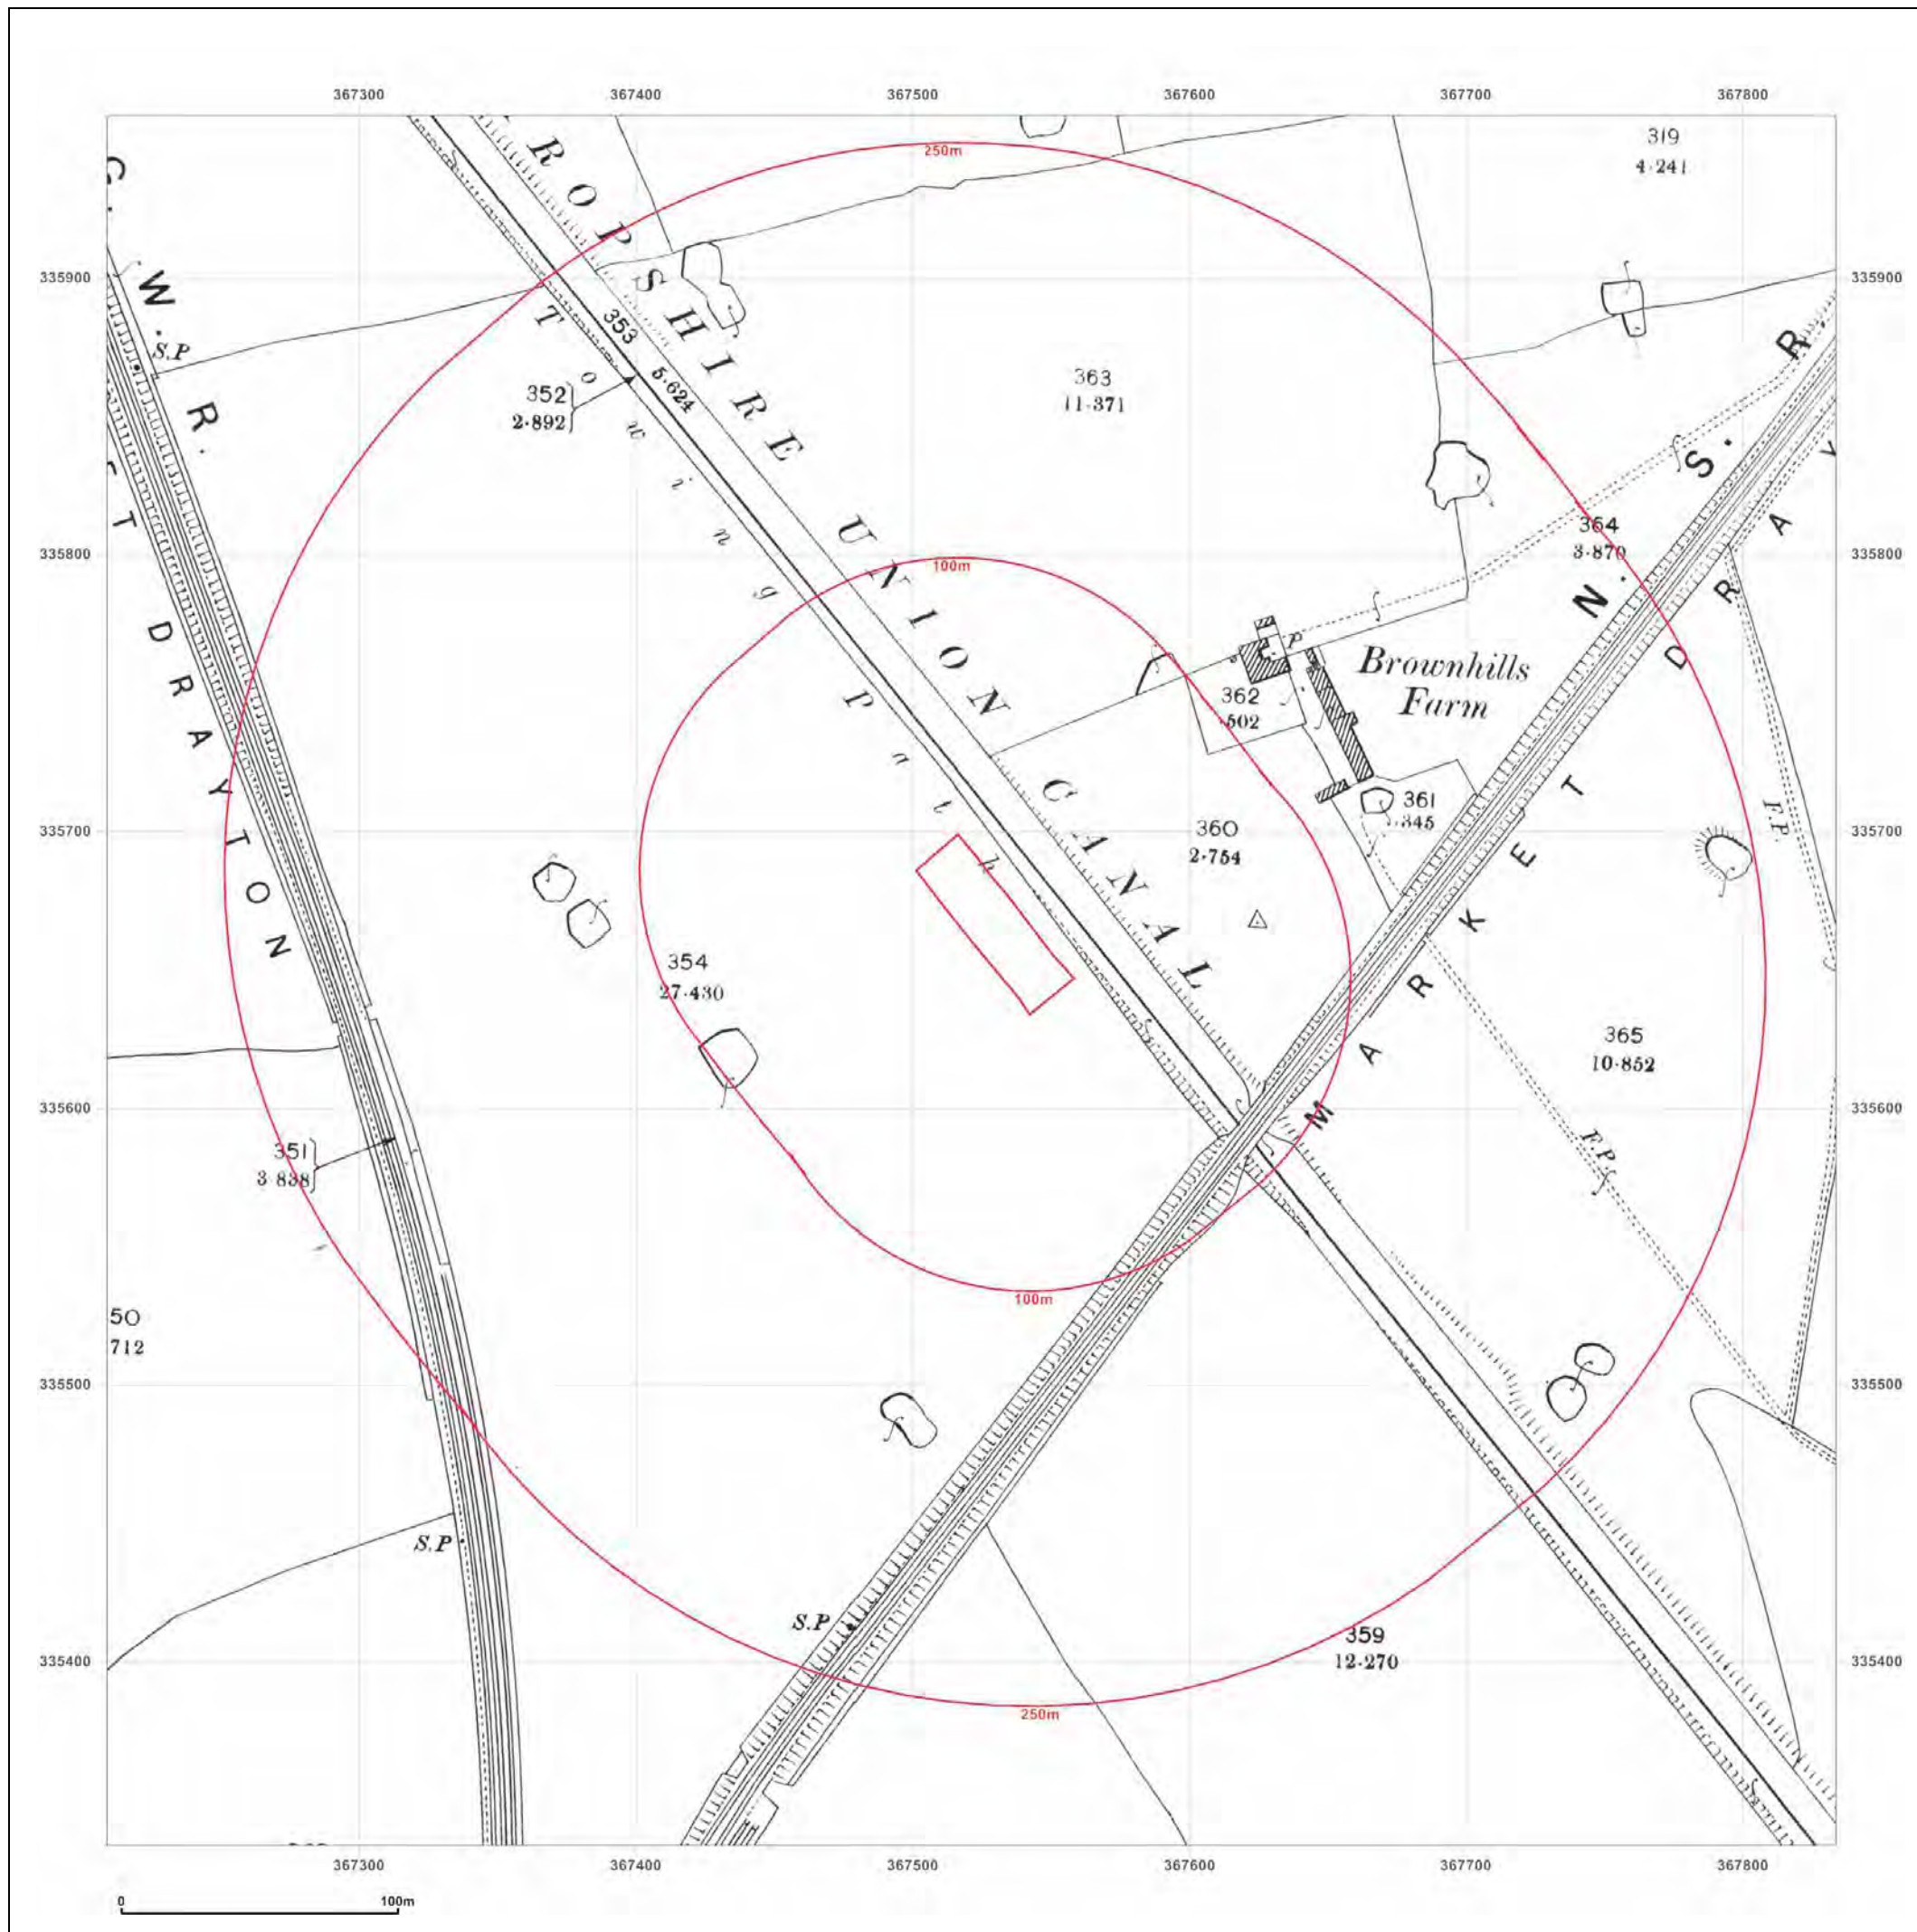 367300 367400 367500 367600 367700 367800
335900 335900
335800 335800
335700 335700
335600 335600
335500 335500
335400 335400
367300 367400 367500 367600 367700 367800
250m
319
4·241
G. W. R.
S.P
ROPSHIRE UNION CANAL
353
5·624
352
2·892
Towing Path
363
11·371
364
3·870
100m
P
Brownhills
Farm
362
·502
361
·345
360
2·754
N. S. R.
MARKET DRAY
T DRAYTON
F.P.
354
27·430
365
10·852
F.P.
351
3·838
100m
50
712
S.P
S.P
359
12·270
250m
0 100m